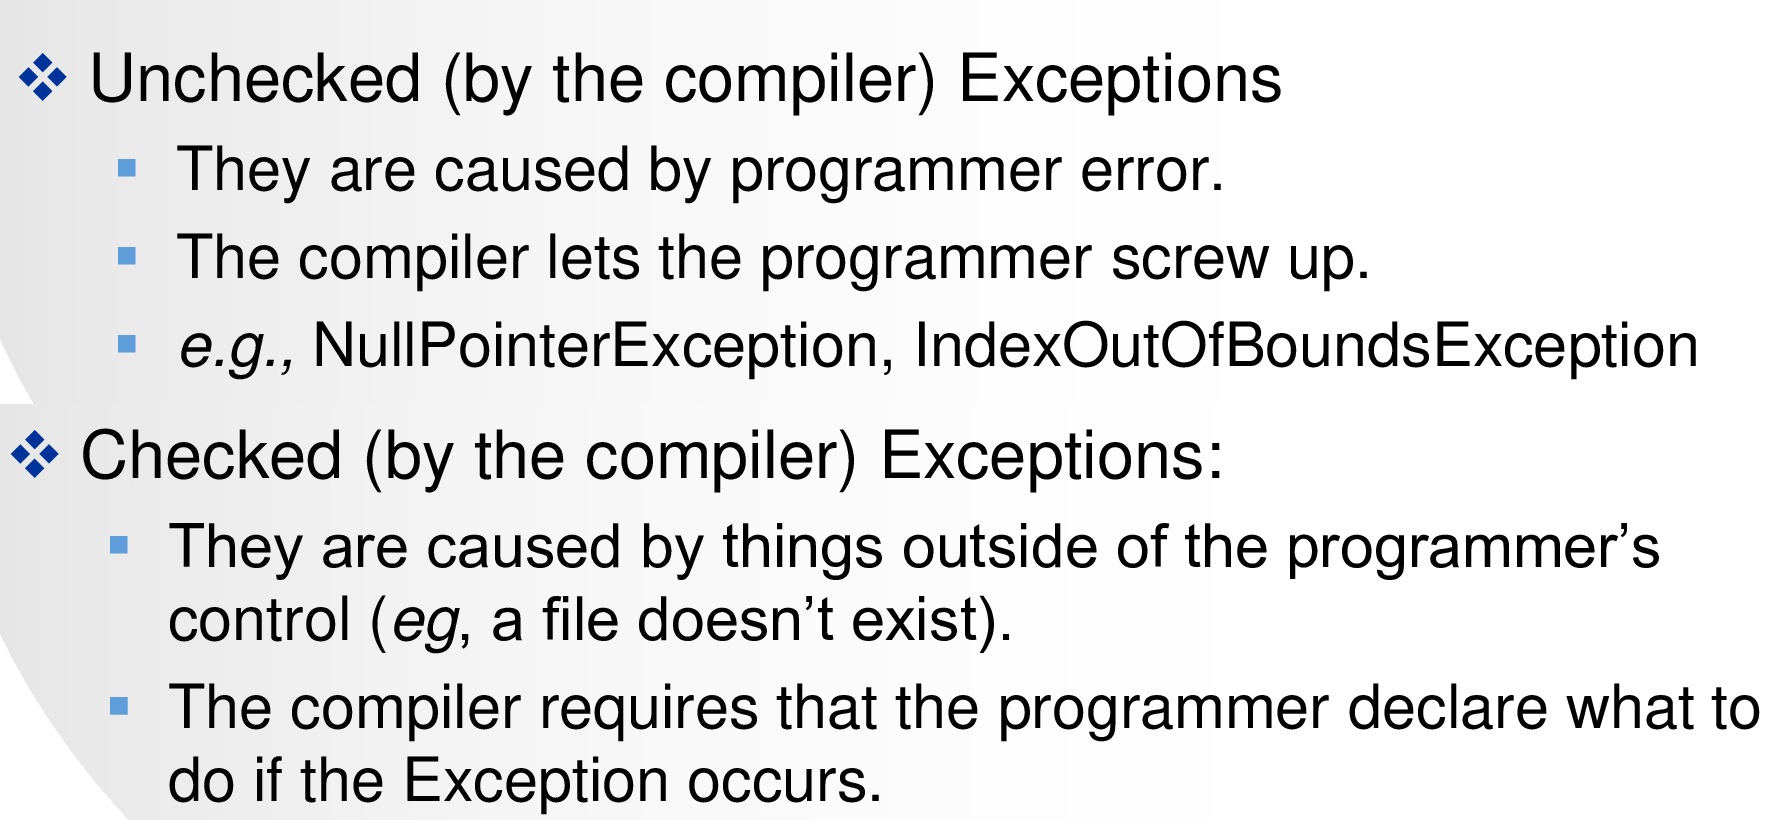 Unchecked (by the compiler) Exceptions
They are caused by programmer error.
The compiler lets the programmer screw up.
e.g., NullPointerException, IndexOutOfBoundsException
Checked (by the compiler) Exceptions:
They are caused by things outside of the programmer’s
control (eg, a file doesn’t exist).
The compiler requires that the programmer declare what to
do if the Exception occurs.